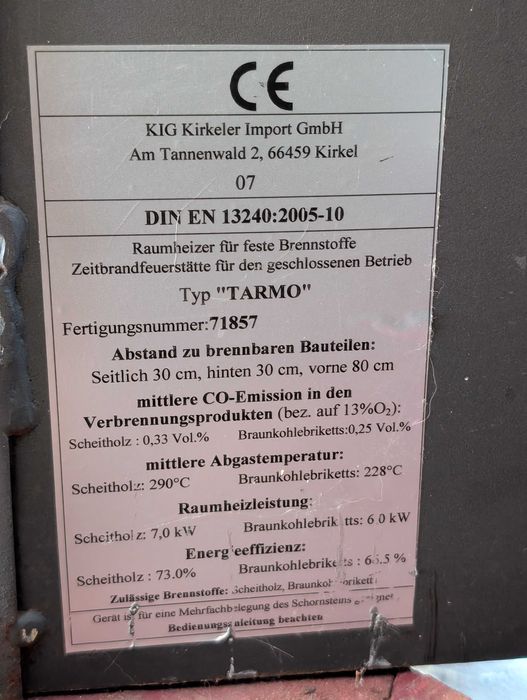 CE
KIG Kirkeler Import GmbH
Am Tannenwald 2, 66459 Kirkel
07
DIN EN 13240:2005-10
Raumheizer für feste Brennstoffe
Zeitbrandfeuerstätte für den geschlossenen Betrieb
Typ "TARMO"
Fertigungsnummer:71857
Abstand zu brennbaren Bauteilen:
Seitlich 30 cm, hinten 30 cm, vorne 80 cm
mittlere CO-Emission in den
Verbrennungsprodukten (bez. auf 13%O₂):
Scheitholz : 0,33 Vol.% Braunkohlebriketts:0,25 Vol.%
mittlere Abgastemperatur:
Scheitholz: 290°C Braunkohlebriketts: 228°C
Raumheizleistung:
Scheitholz: 7,0 kW Braunkohlebriketts: 6,0 kW
Energieeffizienz:
Scheitholz : 73.0% Braunkohlebriketts : %
Zulässige Brennstoffe: Scheitholz, Braunkohlebriketts
Gerät ist für eine Mehrfachbelegung des Schornsteins geeignet
Bedienungsanleitung beachten